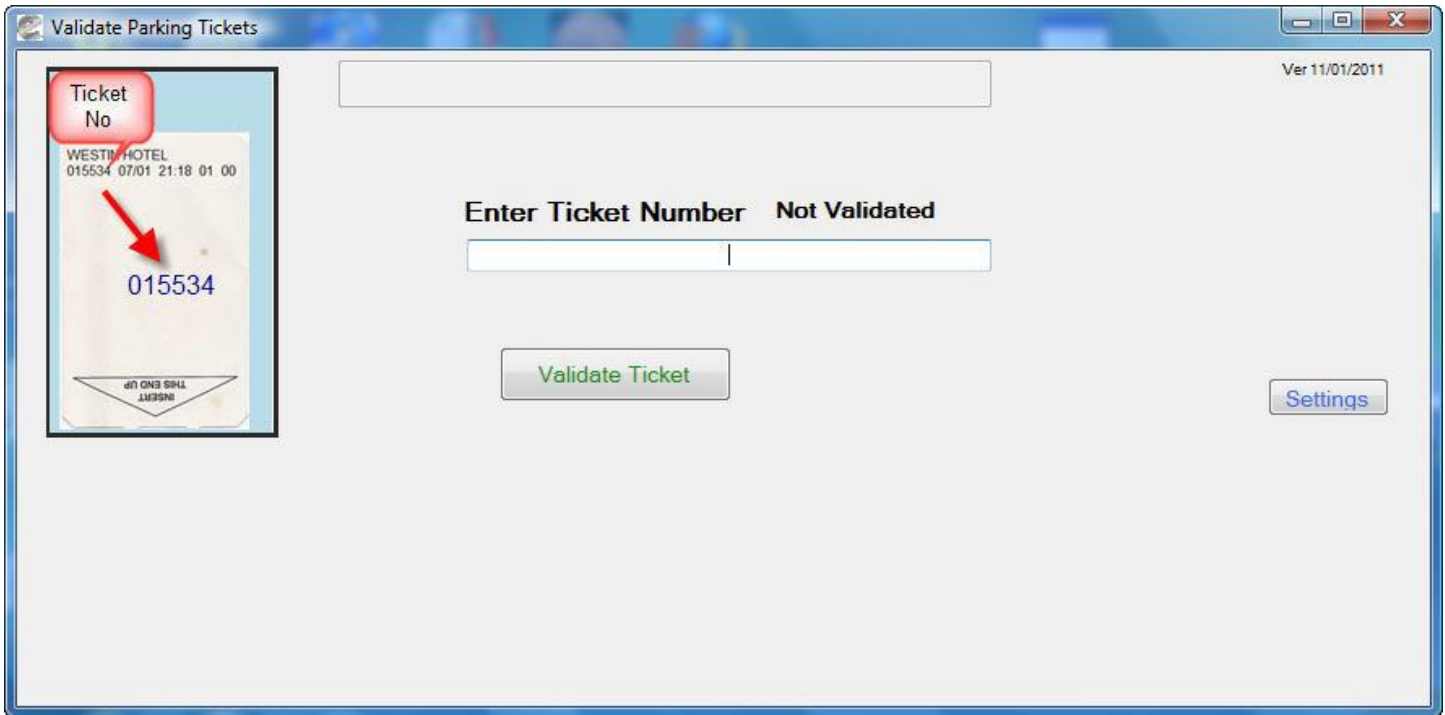 Validate Parking Tickets
Ver 11/01/2011
Ticket
No
WESTIN HOTEL
015534 07/01 21:18 01 00
015534
INSERT
THIS END UP
Enter Ticket Number Not Validated
Validate Ticket
Settings